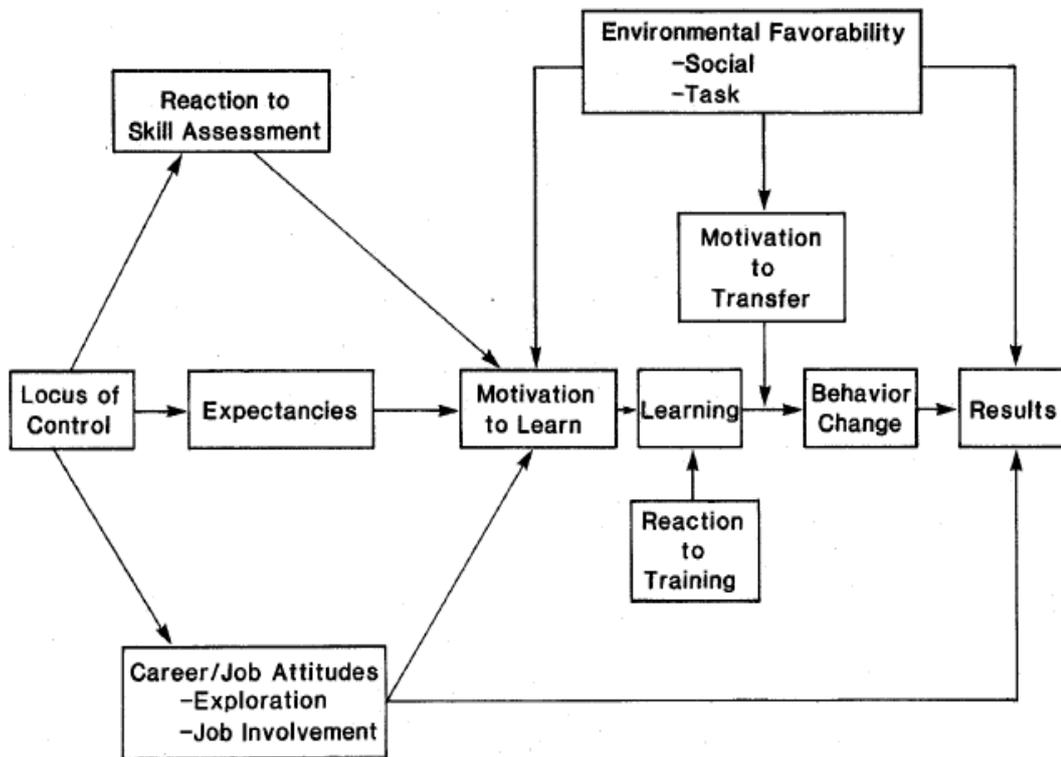 Environmental Favorability
-Social
-Task
Reaction to
Skill Assessment
Motivation
to
Transfer
Locus of
Control
Expectancies
Motivation
to Learn
Learning
Behavior
Change
Results
Reaction
to
Training
Career/Job Attitudes
-Exploration
-Job Involvement